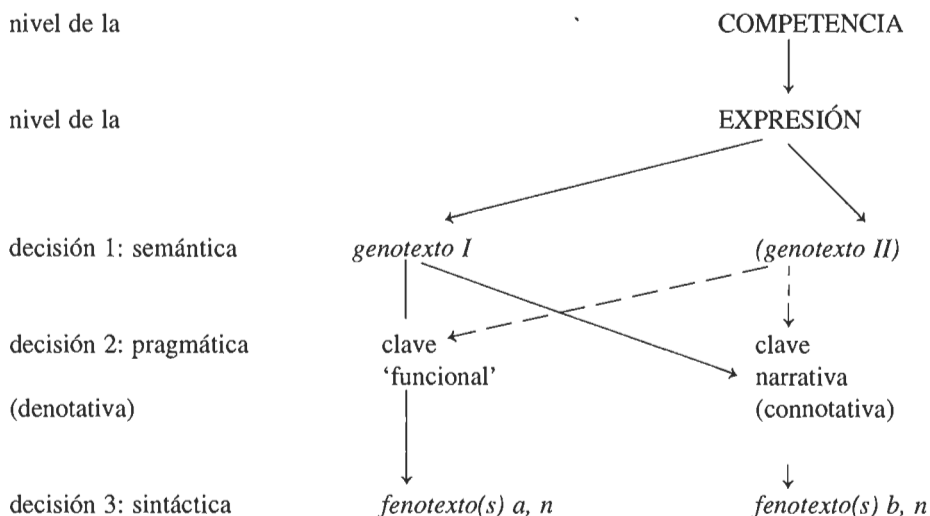 nivel de la COMPETENCIA
nivel de la EXPRESIÓN
decisión 1: semántica genotexto I (genotexto II)
decisión 2: pragmática clave clave
‘funcional’ narrativa
(denotativa) (connotativa)
decisión 3: sintáctica fenotexto(s) a, n fenotexto(s) b, n